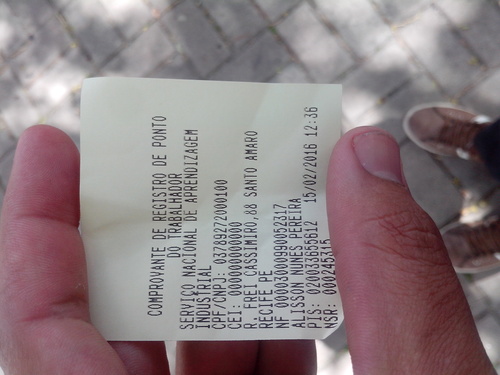 COMPROVANTE DE REGISTRO DE PONTO
DO TRABALHADOR
SERVIÇO NACIONAL DE APRENDIZAGEM
INDUSTRIAL
CPF/CNPJ: 03789272000100
CEI: 000000000000
R. FREI CASSIMIRO,88 SANTO AMARO
RECIFE PE
NF 00003000990052317
ALISSON NUNES PEREIRA
PIS: 020033655612 15/02/2016 12:36
NSR: 000245315